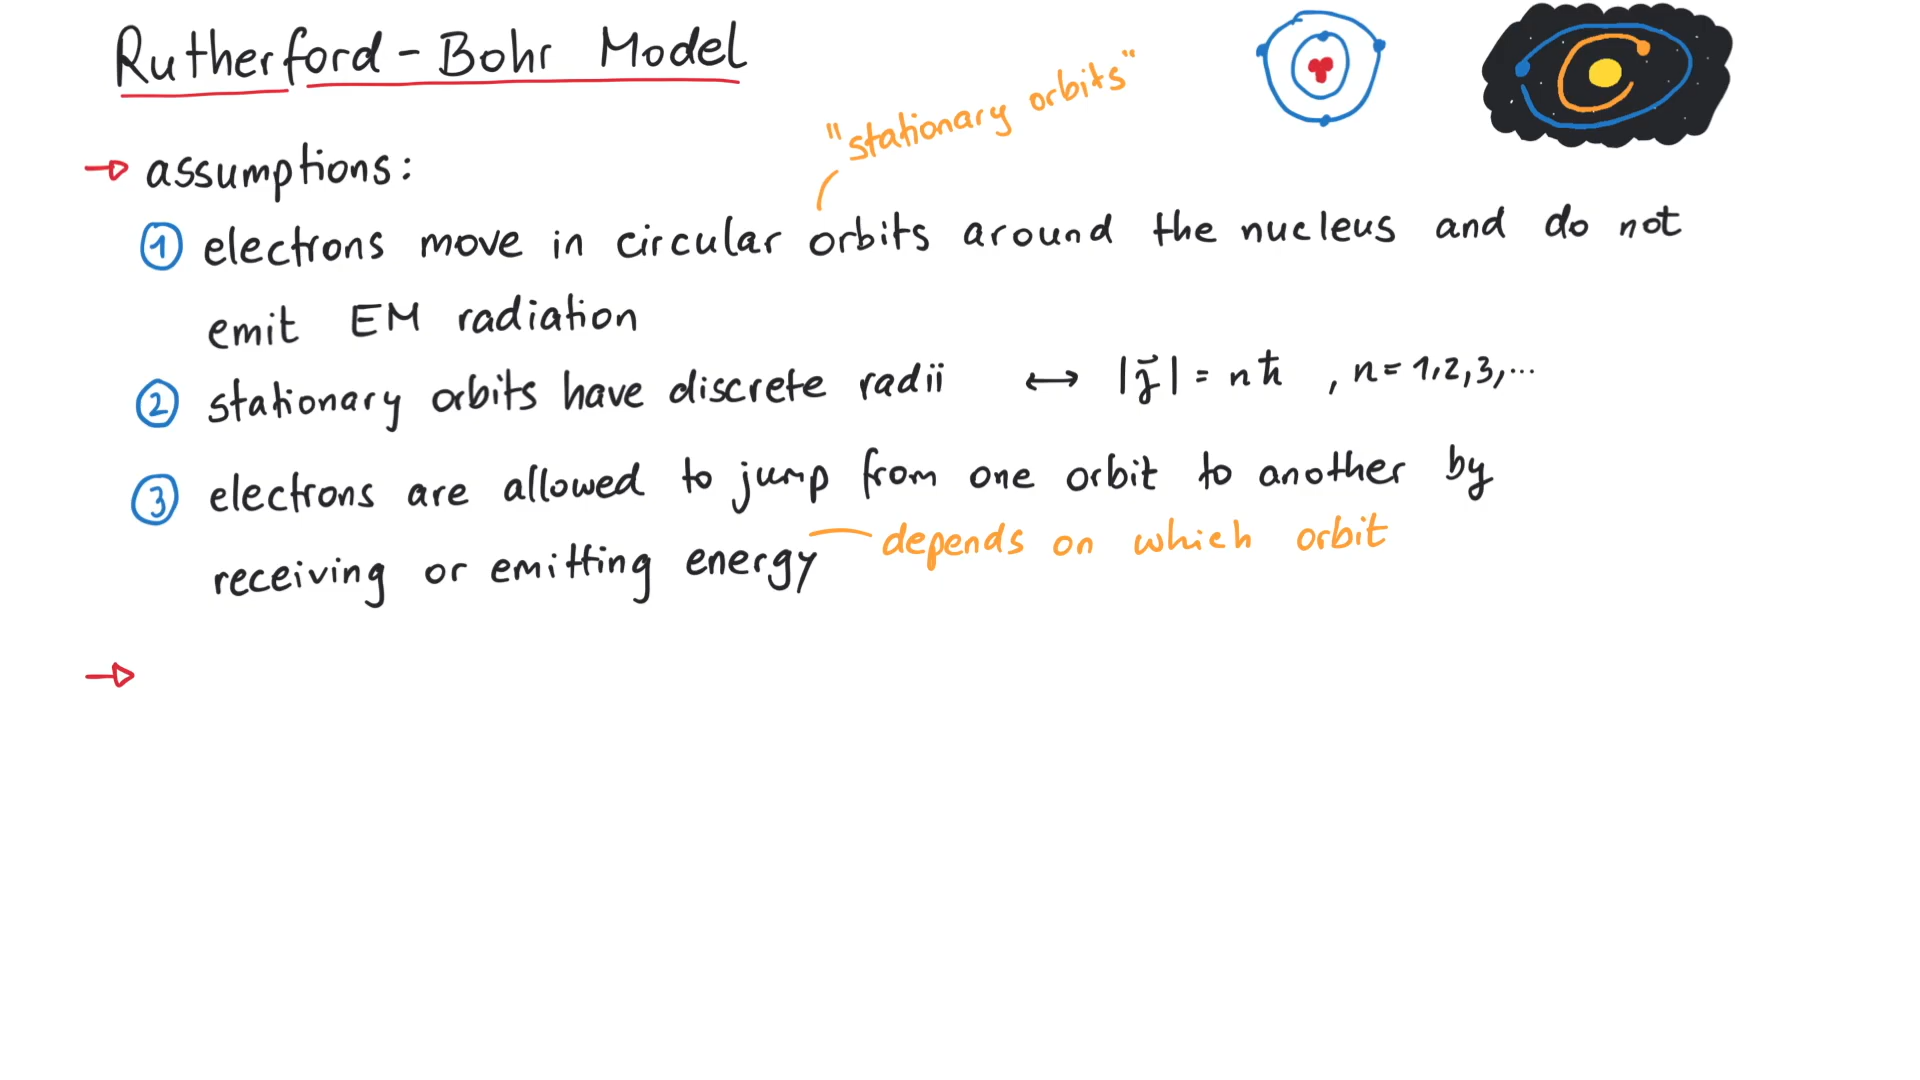 Rutherford - Bohr Model
"stationary orbits"
→ assumptions:
① electrons move in circular orbits around the nucleus and do not
emit EM radiation
② stationary orbits have discrete radii ↔ |j⃗| = nħ , n = 1,2,3,...
③ electrons are allowed to jump from one orbit to another by
receiving or emitting energy
depends on which orbit
→